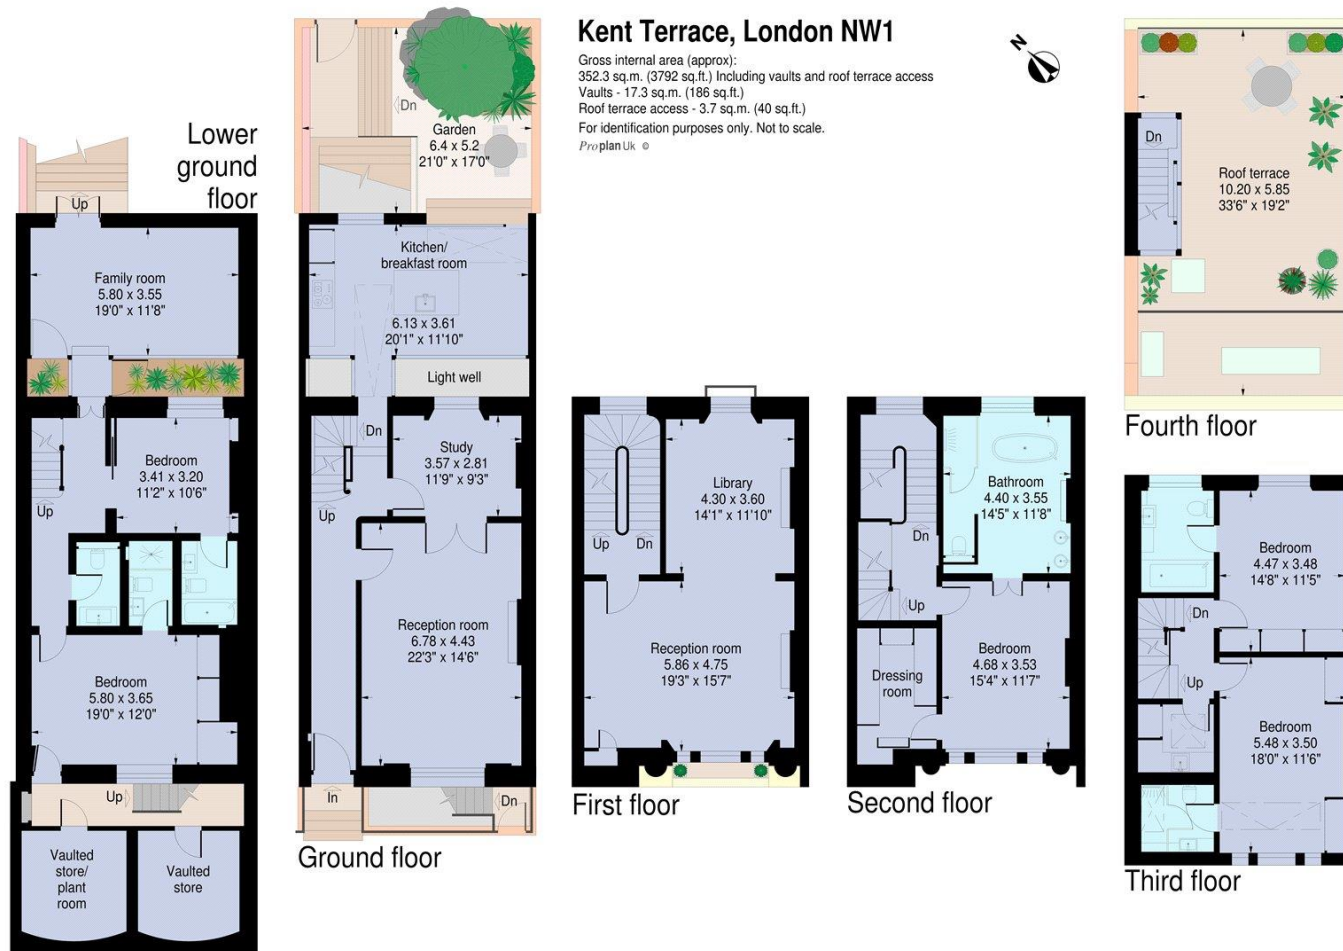 Kent Terrace, London NW1
Gross internal area (approx):
352.3 sq.m. (3792 sq.ft.) Including vaults and roof terrace access
Vaults - 17.3 sq.m. (186 sq.ft.)
Roof terrace access - 3.7 sq.m. (40 sq.ft.)
For identification purposes only. Not to scale.
Proplan Uk ©
N
Lower
ground
floor
Up
Family room
5.80 x 3.55
19'0" x 11'8"
Bedroom
3.41 x 3.20
11'2" x 10'6"
Up
Bedroom
5.80 x 3.65
19'0" x 12'0"
Up
Vaulted
store/
plant
room
Vaulted
store
Dn
Garden
6.4 x 5.2
21'0" x 17'0"
Kitchen/
breakfast room
6.13 x 3.61
20'1" x 11'10"
Light well
Dn
Study
3.57 x 2.81
11'9" x 9'3"
Up
Reception room
6.78 x 4.43
22'3" x 14'6"
In
Dn
Ground floor
Library
4.30 x 3.60
14'1" x 11'10"
Up
Dn
Reception room
5.86 x 4.75
19'3" x 15'7"
First floor
Bathroom
4.40 x 3.55
14'5" x 11'8"
Dn
Up
Bedroom
4.68 x 3.53
15'4" x 11'7"
Dressing
room
Second floor
Dn
Roof terrace
10.20 x 5.85
33'6" x 19'2"
Fourth floor
Bedroom
4.47 x 3.48
14'8" x 11'5"
Dn
Up
Bedroom
5.48 x 3.50
18'0" x 11'6"
Third floor